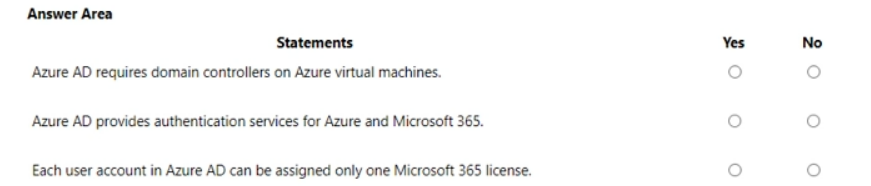 Answer Area
Statements Yes No
Azure AD requires domain controllers on Azure virtual machines.
Azure AD provides authentication services for Azure and Microsoft 365.
Each user account in Azure AD can be assigned only one Microsoft 365 license.